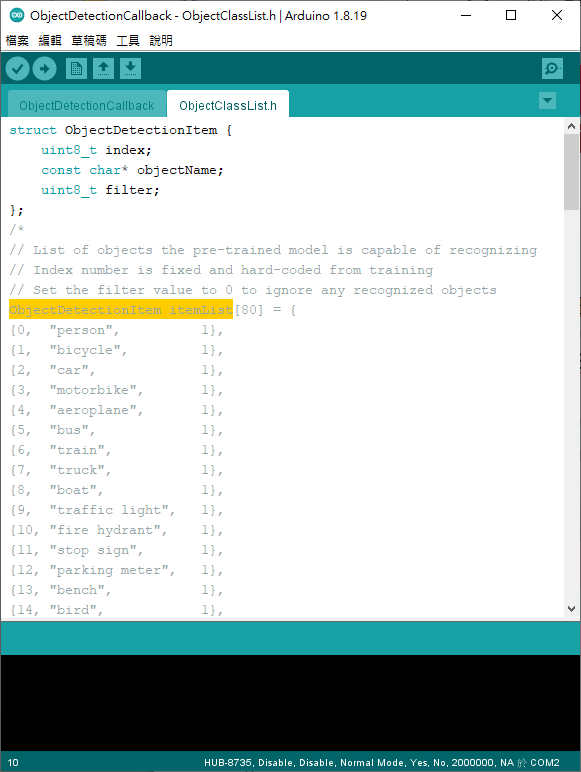 ObjectDetectionCallback - ObjectClassList.h | Arduino 1.8.19
檔案 編輯 草稿碼 工具 說明
ObjectDetectionCallback ObjectClassList.h
struct ObjectDetectionItem {
    uint8_t index;
    const char* objectName;
    uint8_t filter;
};
/*
// List of objects the pre-trained model is capable of recognizing
// Index number is fixed and hard-coded from training
// Set the filter value to 0 to ignore any recognized objects
ObjectDetectionItem itemList[80] = {
{0,  "person",          1},
{1,  "bicycle",         1},
{2,  "car",             1},
{3,  "motorbike",       1},
{4,  "aeroplane",       1},
{5,  "bus",             1},
{6,  "train",           1},
{7,  "truck",           1},
{8,  "boat",            1},
{9,  "traffic light",   1},
{10, "fire hydrant",    1},
{11, "stop sign",       1},
{12, "parking meter",   1},
{13, "bench",           1},
{14, "bird",            1},
10 HUB-8735, Disable, Disable, Normal Mode, Yes, No, 2000000, NA 於 COM2